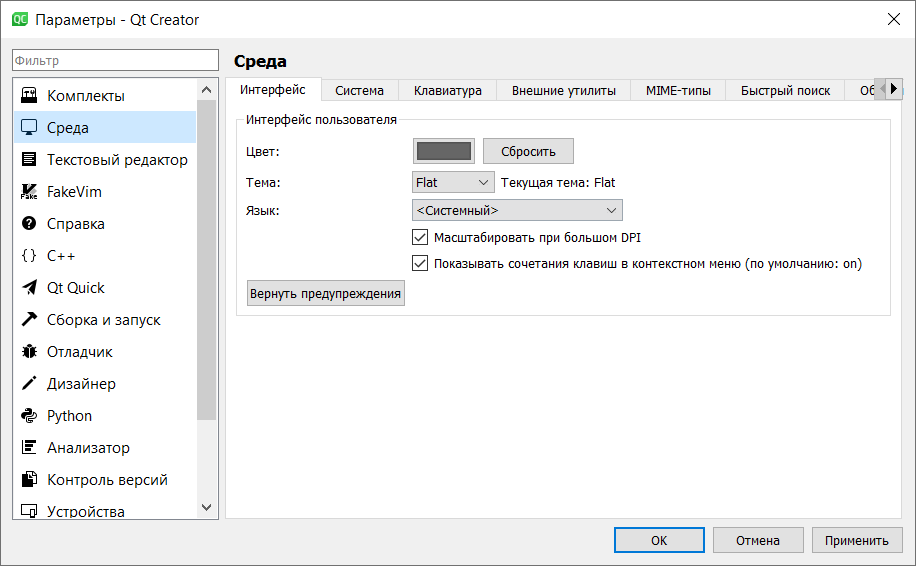 Параметры - Qt Creator
Фильтр
Комплекты
Среда
Текстовый редактор
FakeVim
Справка
C++
Qt Quick
Сборка и запуск
Отладчик
Дизайнер
Python
Анализатор
Контроль версий
Устройства
Среда
Интерфейс Система Клавиатура Внешние утилиты MIME-типы Быстрый поиск
Интерфейс пользователя
Цвет: Сбросить
Тема: Flat Текущая тема: Flat
Язык: <Системный>
Масштабировать при большом DPI
Показывать сочетания клавиш в контекстном меню (по умолчанию: on)
Вернуть предупреждения
OK Отмена Применить